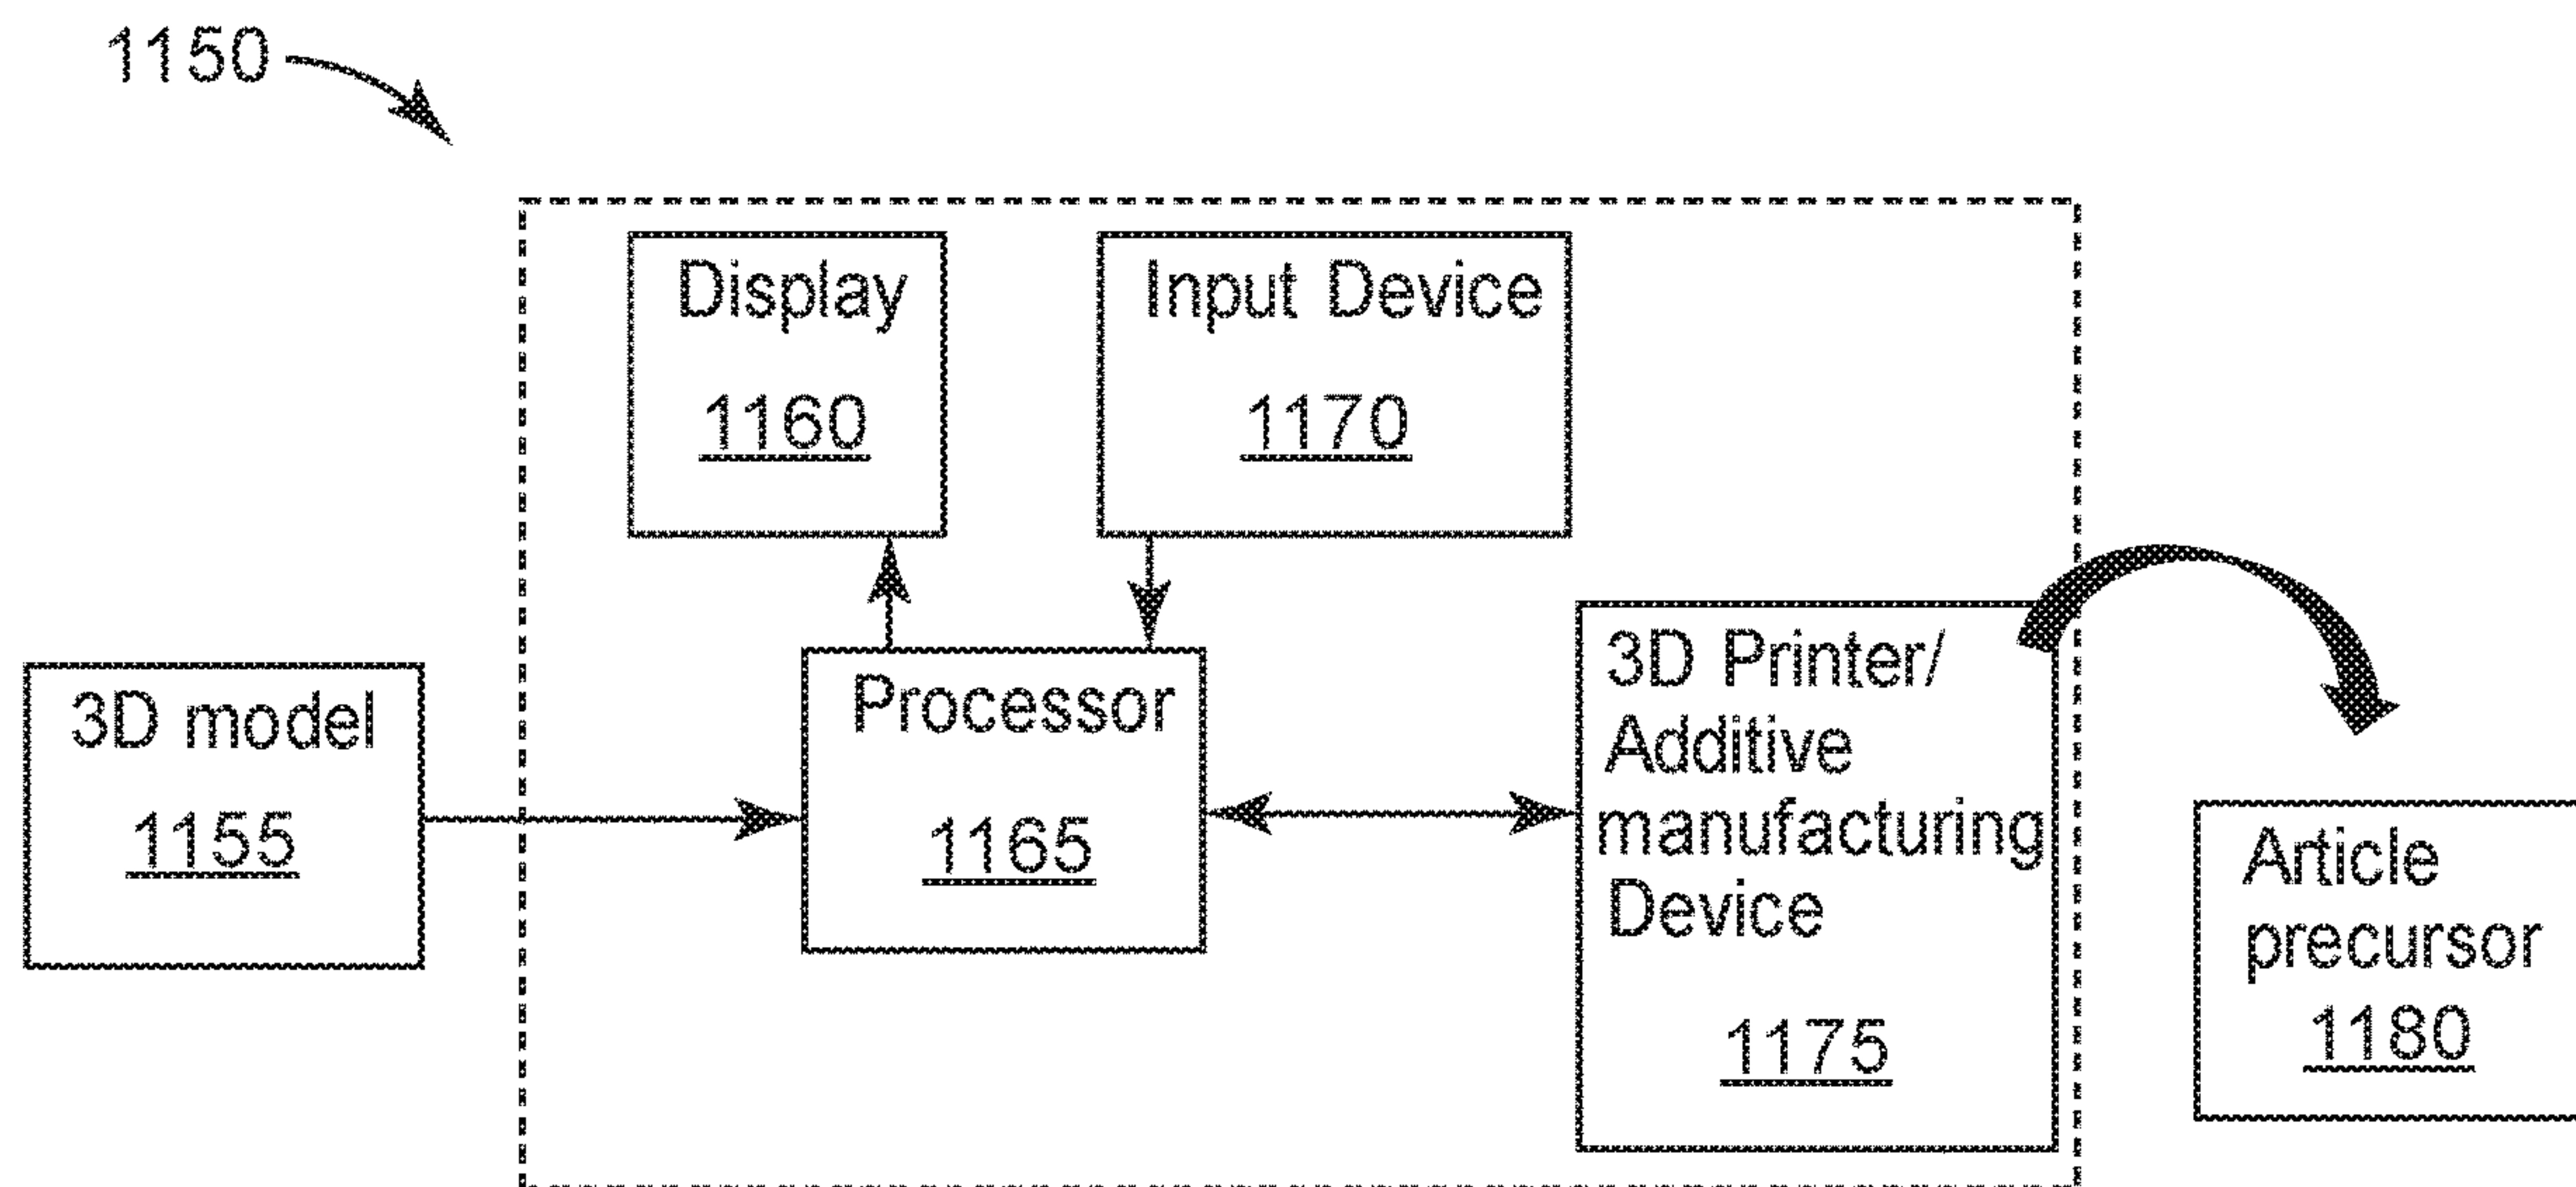 1150
Display
1160
Input Device
1170
3D model
1155
Processor
1165
3D Printer/
Additive
manufacturing
Device
1175
Article
precursor
1180